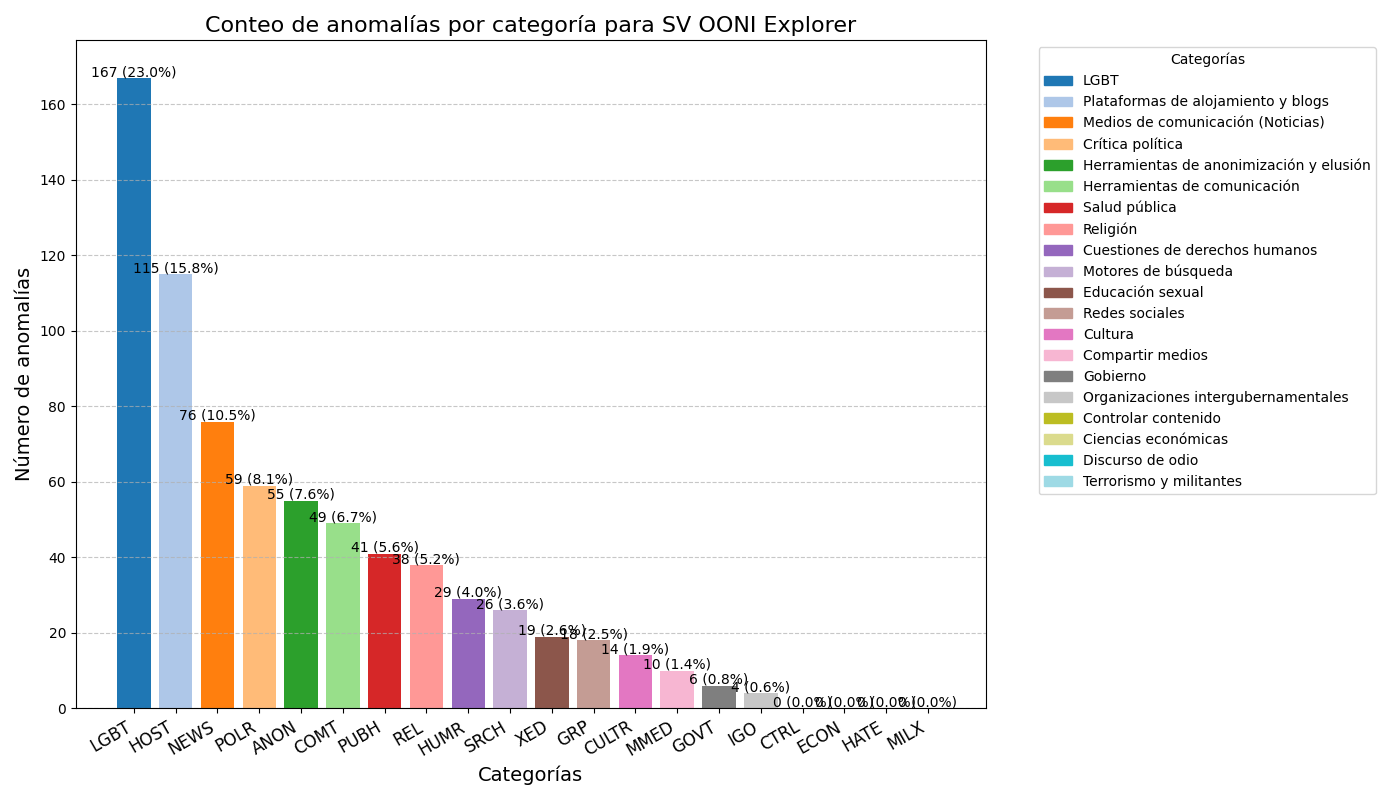 Conteo de anomalías por categoría para SV OONI Explorer
Número de anomalías
160
140
120
100
80
60
40
20
0
167 (23.0%)
115 (15.8%)
76 (10.5%)
59 (8.1%)
55 (7.6%)
49 (6.7%)
41 (5.6%)
38 (5.2%)
29 (4.0%)
26 (3.6%)
19 (2.6%)
18 (2.5%)
14 (1.9%)
10 (1.4%)
6 (0.8%)
4 (0.6%)
0 (0.0%)
0 (0.0%)
0 (0.0%)
0 (0.0%)
LGBT
HOST
NEWS
POLR
ANON
COMT
PUBH
REL
HUMR
SRCH
XED
GRP
CULTR
MMED
GOVT
IGO
CTRL
ECON
HATE
MILX
Categorías
Categorías
LGBT
Plataformas de alojamiento y blogs
Medios de comunicación (Noticias)
Crítica política
Herramientas de anonimización y elusión
Herramientas de comunicación
Salud pública
Religión
Cuestiones de derechos humanos
Motores de búsqueda
Educación sexual
Redes sociales
Cultura
Compartir medios
Gobierno
Organizaciones intergubernamentales
Controlar contenido
Ciencias económicas
Discurso de odio
Terrorismo y militantes